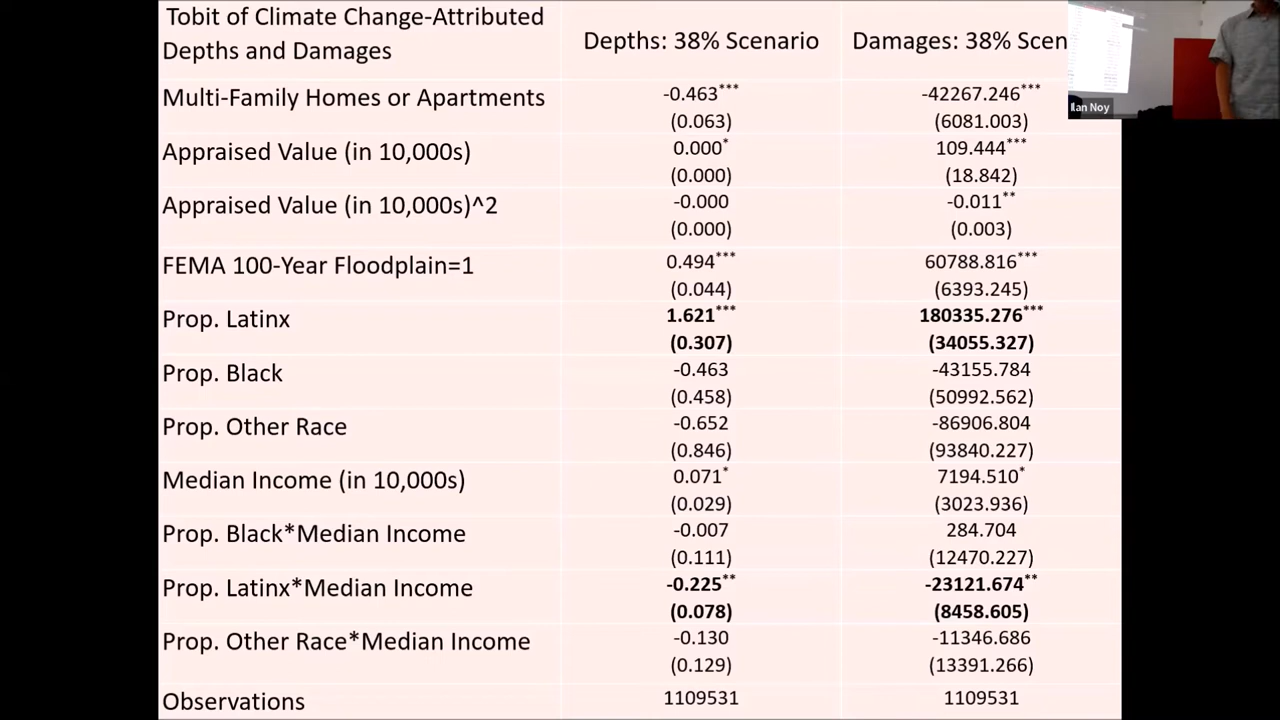 Tobit of Climate Change-Attributed
Depths and Damages
Depths: 38% Scenario
Damages: 38% Scen
Multi-Family Homes or Apartments
-0.463***
-42267.246***
(0.063)
(6081.003)
Appraised Value (in 10,000s)
0.000*
109.444***
(0.000)
(18.842)
Appraised Value (in 10,000s)^2
-0.000
-0.011**
(0.000)
(0.003)
FEMA 100-Year Floodplain=1
0.494***
60788.816***
(0.044)
(6393.245)
Prop. Latinx
1.621***
180335.276***
(0.307)
(34055.327)
Prop. Black
-0.463
-43155.784
(0.458)
(50992.562)
Prop. Other Race
-0.652
-86906.804
(0.846)
(93840.227)
Median Income (in 10,000s)
0.071*
7194.510*
(0.029)
(3023.936)
Prop. Black*Median Income
-0.007
284.704
(0.111)
(12470.227)
Prop. Latinx*Median Income
-0.225**
-23121.674**
(0.078)
(8458.605)
Prop. Other Race*Median Income
-0.130
-11346.686
(0.129)
(13391.266)
Observations
1109531
1109531
Ilan Noy